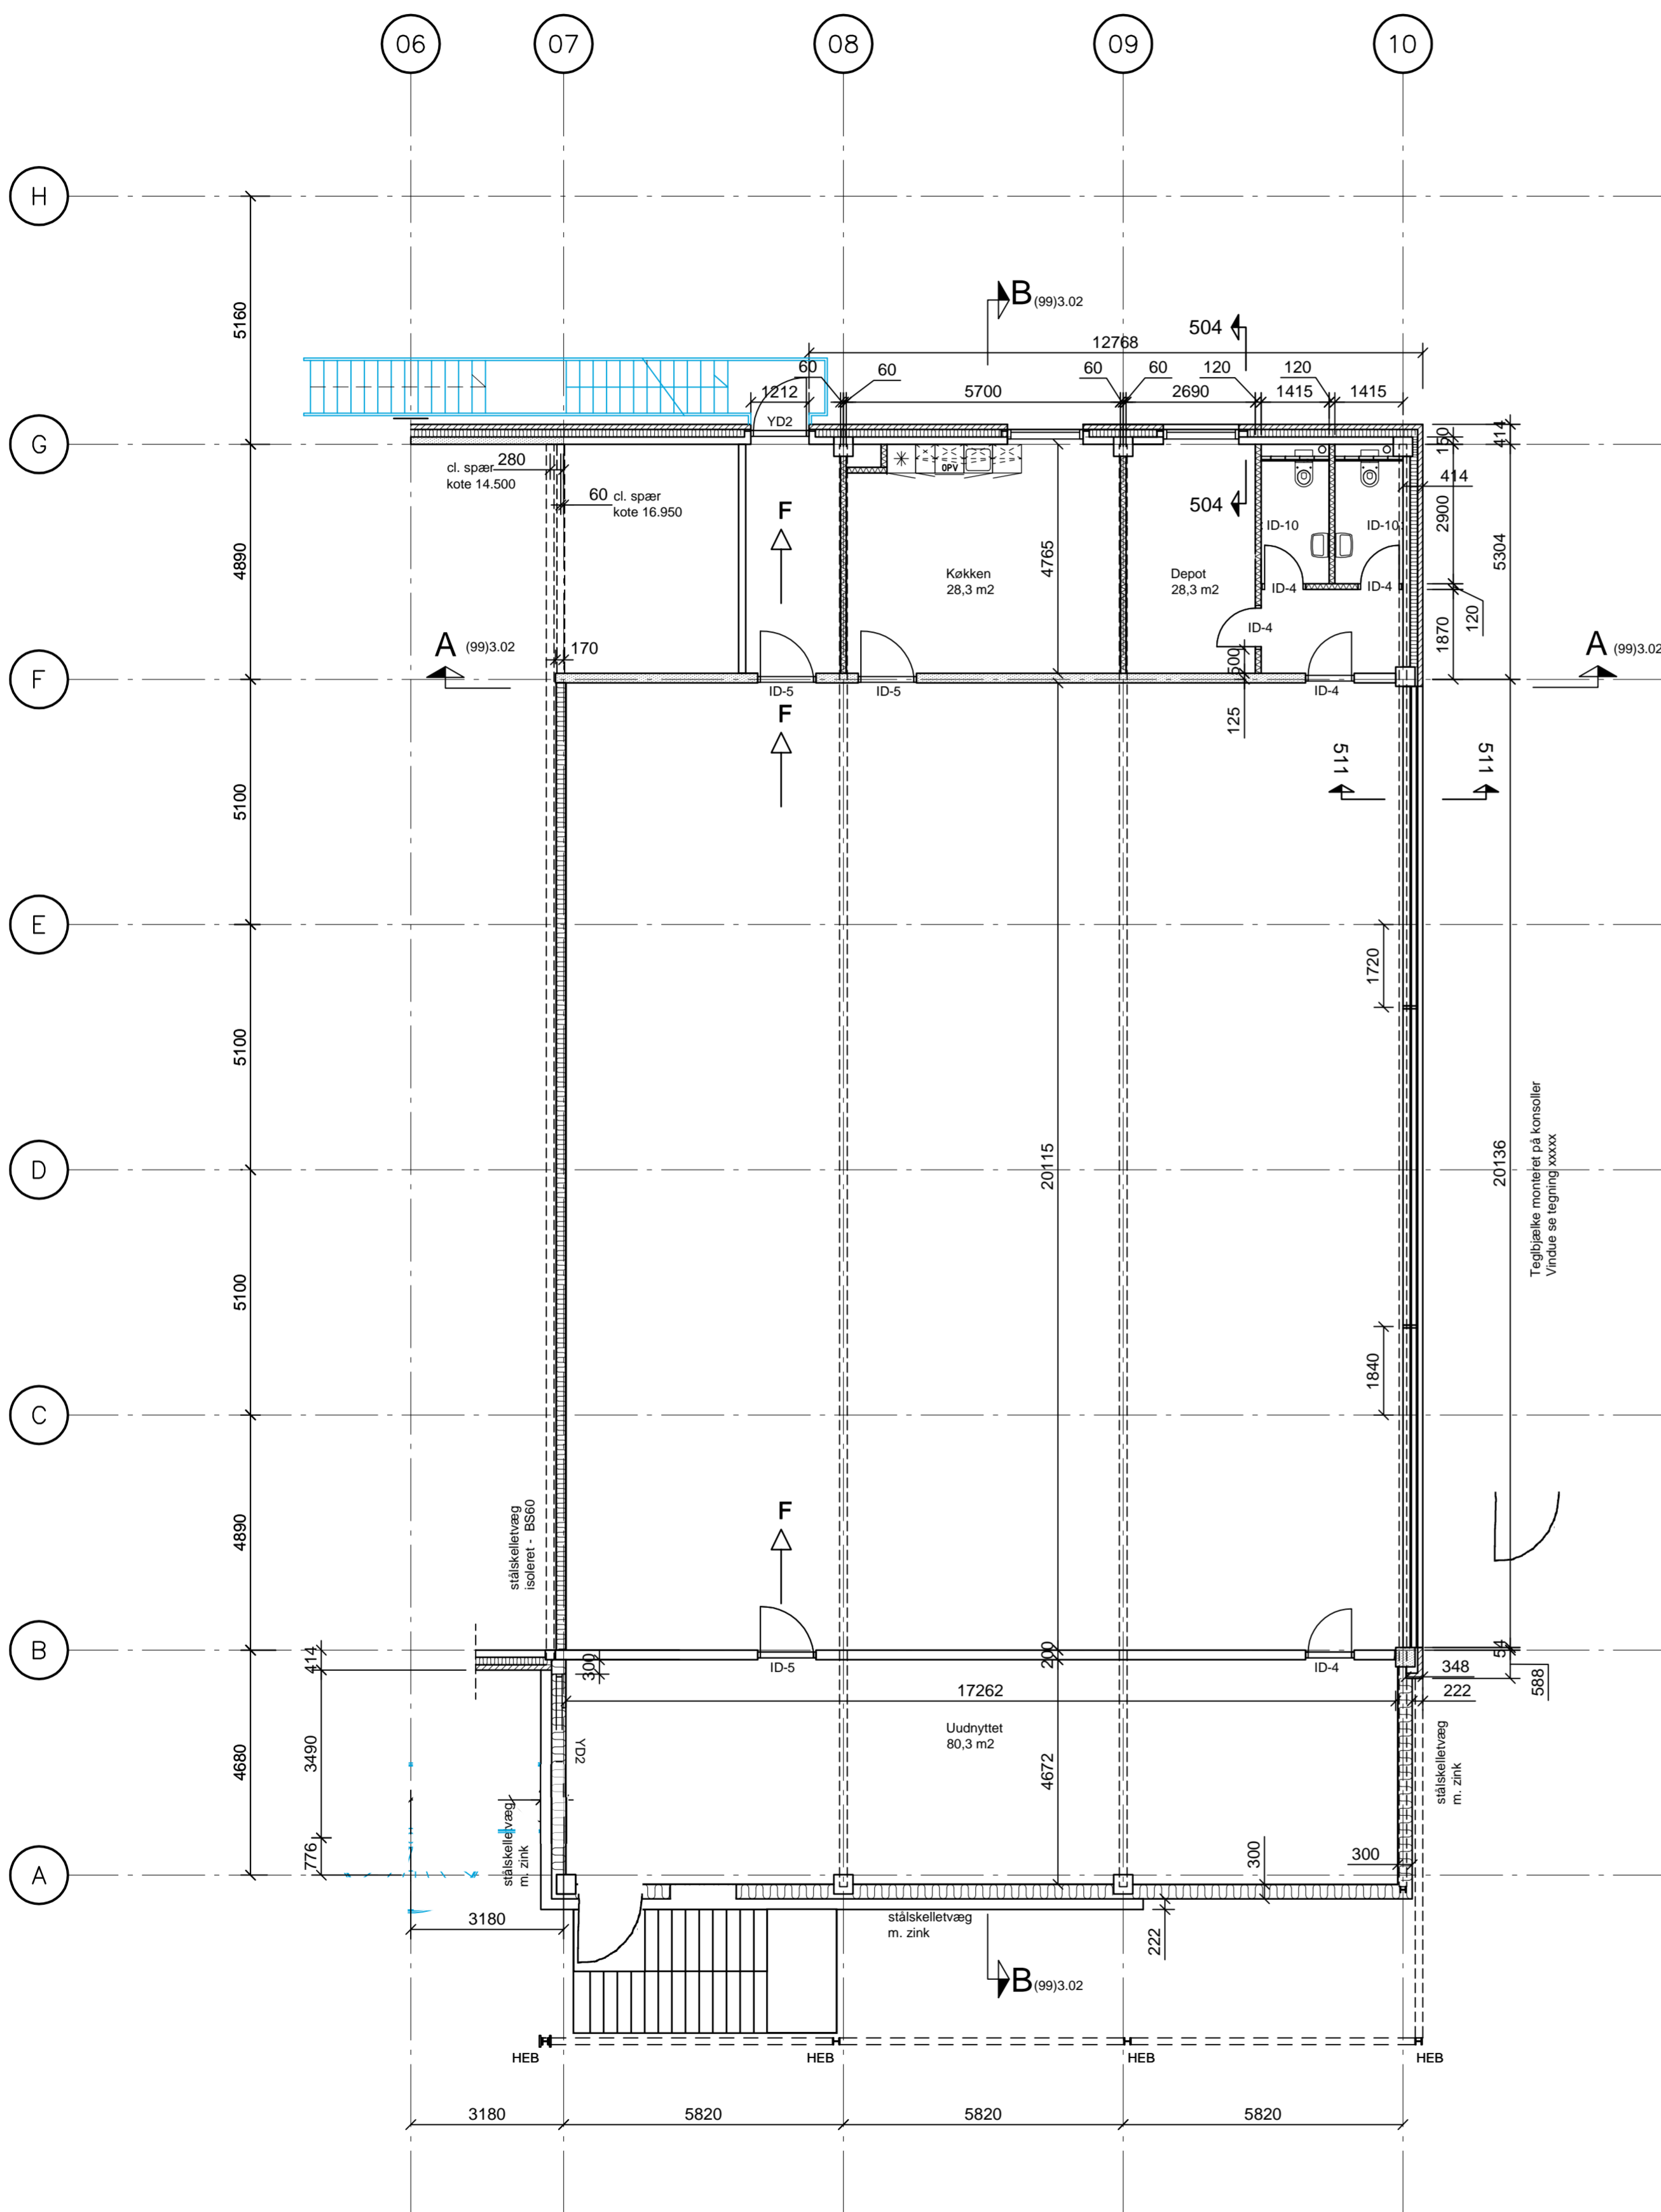 06
07
08
09
10
H
5160
B (99)3.02
504
12768
60
60
5700
60
60
2690
120
1415
120
1415
1212
YD2
G
414
150
cl. spær
kote 14.500
280
60 cl. spær
kote 16.950
OPV
504
414
F
ID-10
ID-10
2900
5304
4890
4765
Køkken
28,3 m2
Depot
28,3 m2
ID-4
ID-4
120
1870
ID-4
A (99)3.02
170
500
A (99)3.02
F
ID-5
ID-5
ID-4
F
125
511
511
5100
E
1720
5100
20115
20136
Teglbjælke monteret på konsoller
Vindue se tegning xxxxx
D
5100
1840
C
4890
stålskelletvæg
isoleret - BS60
F
B
414
300
ID-5
200
ID-4
54
348
588
17262
222
4680
3490
YD2
Uudnyttet
80,3 m2
4672
stålskelletvæg
m. zink
776
stålskelletvæg
m. zink
300
300
A
3180
stålskelletvæg
m. zink
222
B (99)3.02
HEB
HEB
HEB
HEB
3180
5820
5820
5820